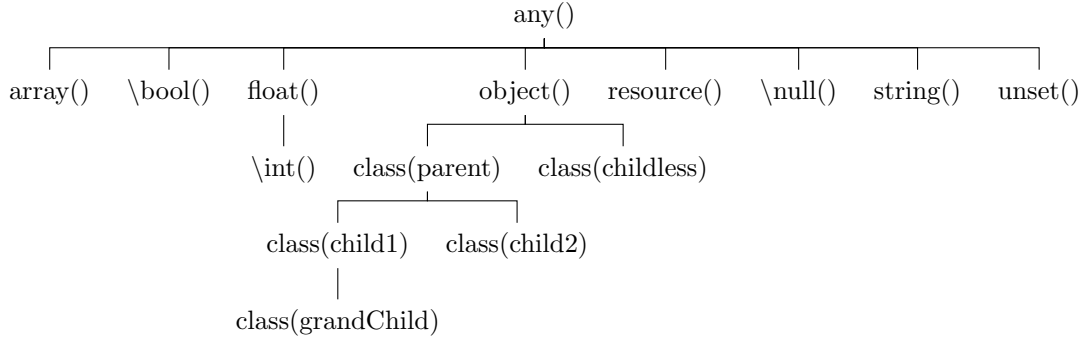 any()
array() \bool() float() object() resource() \null() string() unset()
\int() class(parent) class(childless)
class(child1) class(child2)
class(grandChild)